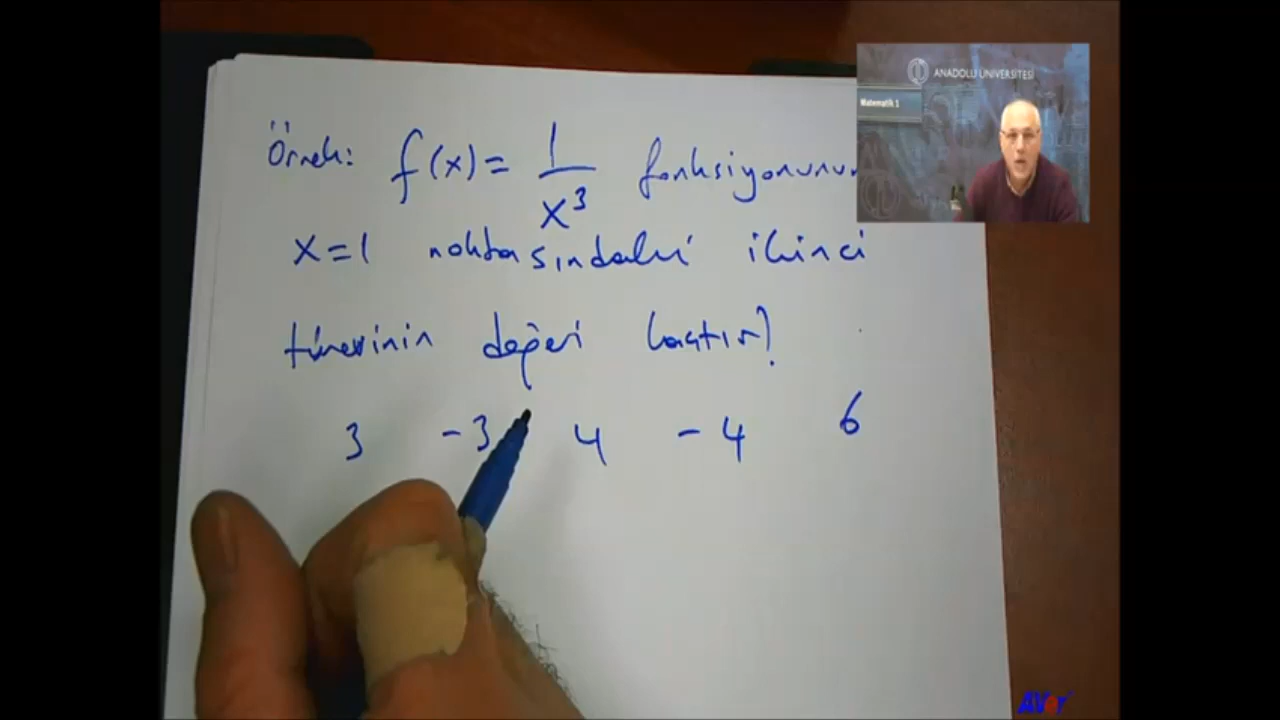 Örnek: f(x) = 1/x³ fonksiyonunun
x=1 noktasındaki ikinci
türevinin değeri kaçtır?
3 -3 4 -4 6
ANADOLU ÜNİVERSİTESİ
Matematik 1
AVer